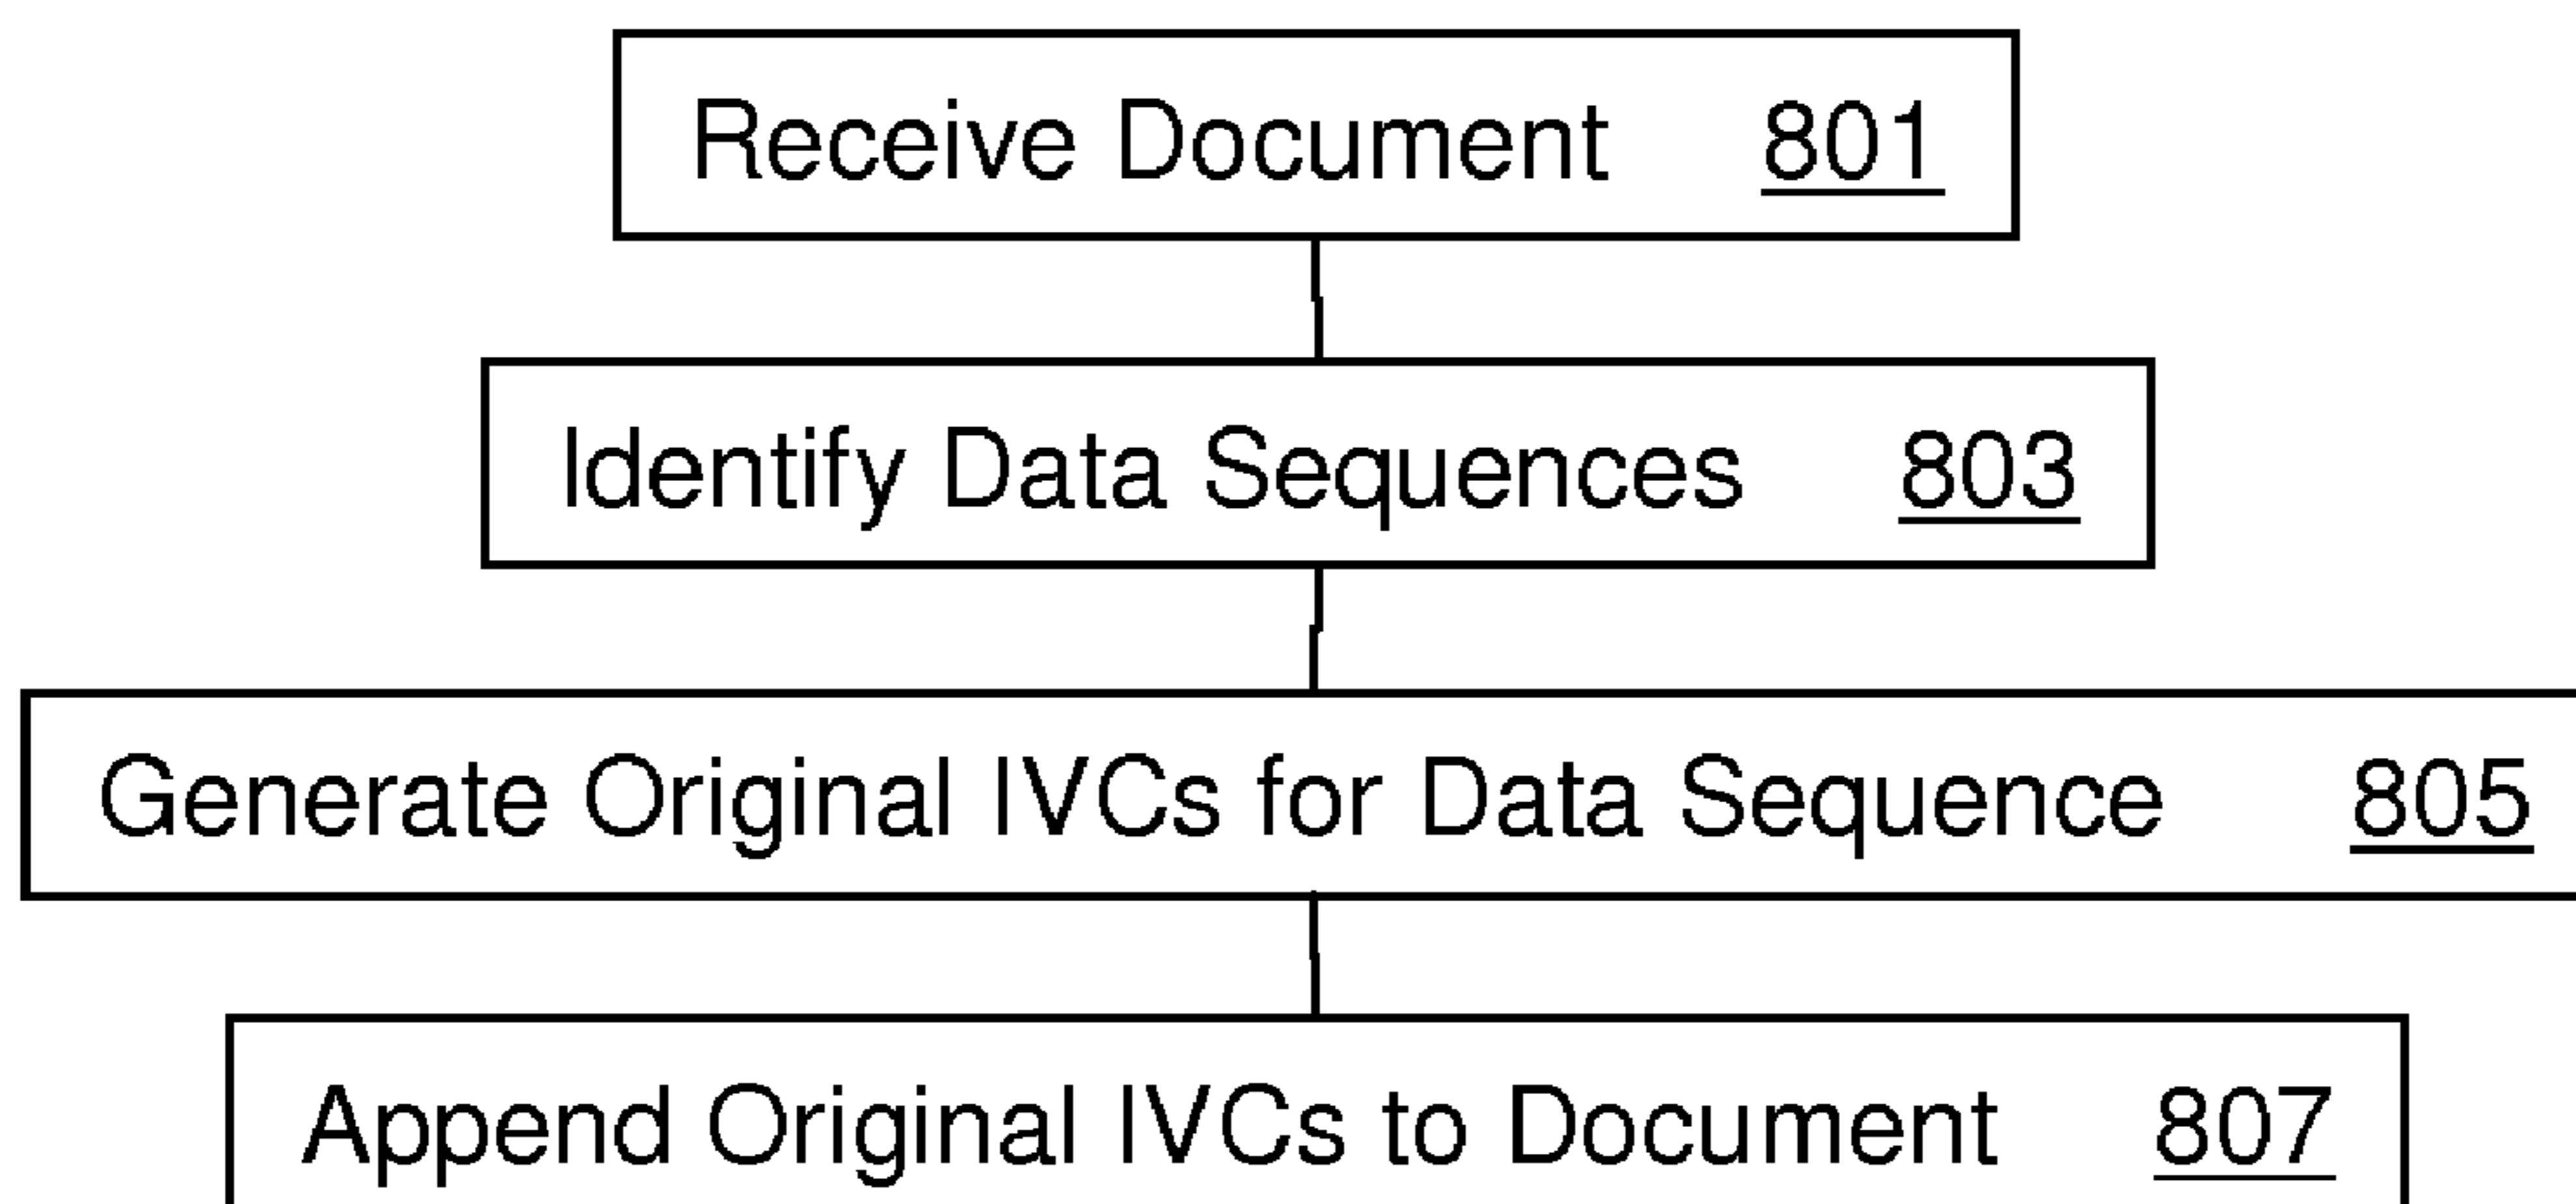 Receive Document 801
Identify Data Sequences 803
Generate Original IVCs for Data Sequence 805
Append Original IVCs to Document 807